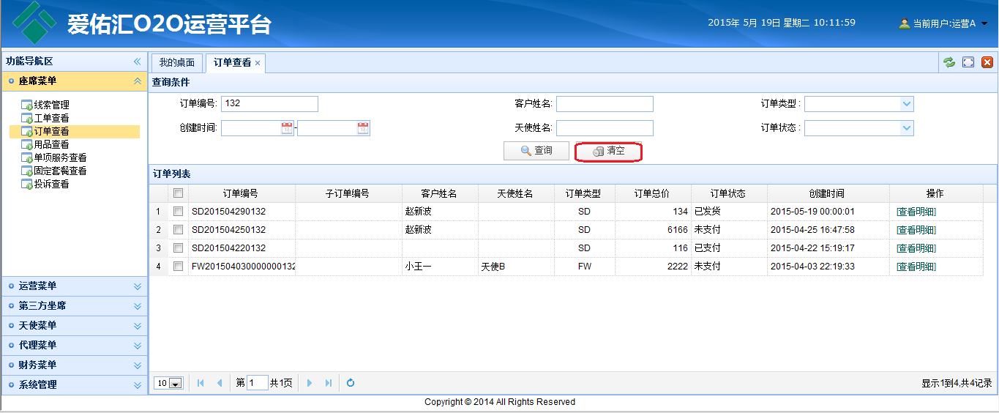 爱佑汇O2O运营平台
2015年 5月 19日 星期二 10:11:59
当前用户:运营A
功能导航区
座席菜单
线索管理
工单查看
订单查看
用品查看
单项服务查看
固定套餐查看
投诉查看
运营菜单
第三方坐席
天使菜单
代理菜单
财务菜单
系统管理
我的桌面 订单查看 ×
查询条件
订单编号: 132 客户姓名: 订单类型 :
创建时间: - 天使姓名: 订单状态 :
查询 清空
订单列表
订单编号 子订单编号 客户姓名 天使姓名 订单类型 订单总价 订单状态 创建时间 操作
1 SD201504290132 赵新波 SD 134 已发货 2015-05-19 00:00:01 [查看明细]
2 SD201504250132 赵新波 SD 6166 未支付 2015-04-25 16:47:58 [查看明细]
3 SD201504220132 SD 116 已支付 2015-04-22 15:19:17 [查看明细]
4 FW201504030000000132 小王一 天使B FW 2222 未支付 2015-04-03 22:19:33 [查看明细]
10 第 1 共1页 显示1到4,共4记录
Copyright © 2014 All Rights Reserved